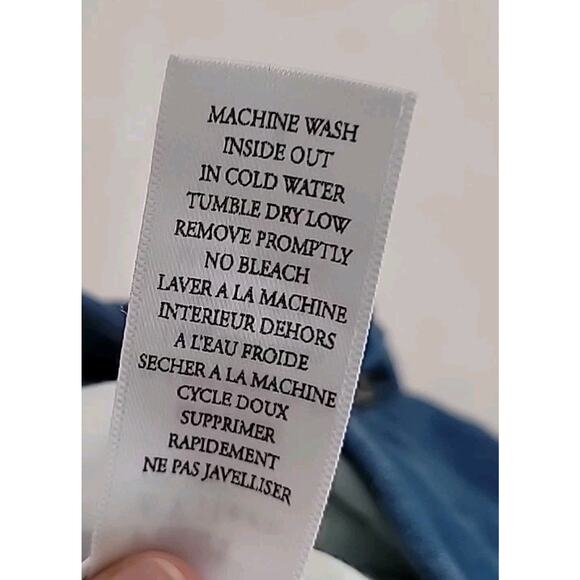 MACHINE WASH
INSIDE OUT
IN COLD WATER
TUMBLE DRY LOW
REMOVE PROMPTLY
NO BLEACH
LAVER A LA MACHINE
INTERIEUR DEHORS
A L'EAU FROIDE
SECHER A LA MACHINE
CYCLE DOUX
SUPPRIMER
RAPIDEMENT
NE PAS JAVELLISER